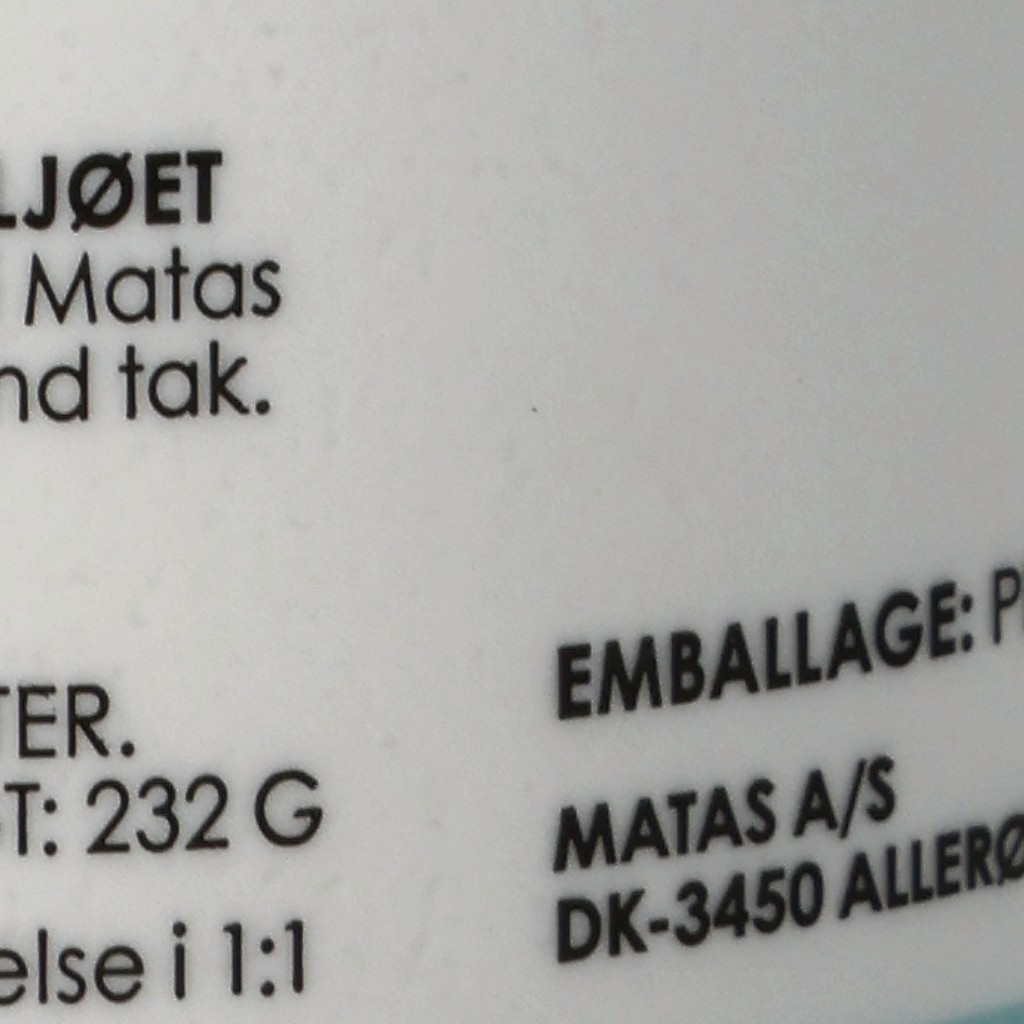 LJØET
Matas
nd tak.
TER.
T: 232 G
else i 1:1
EMBALLAGE: P
MATAS A/S
DK-3450 ALLERØ